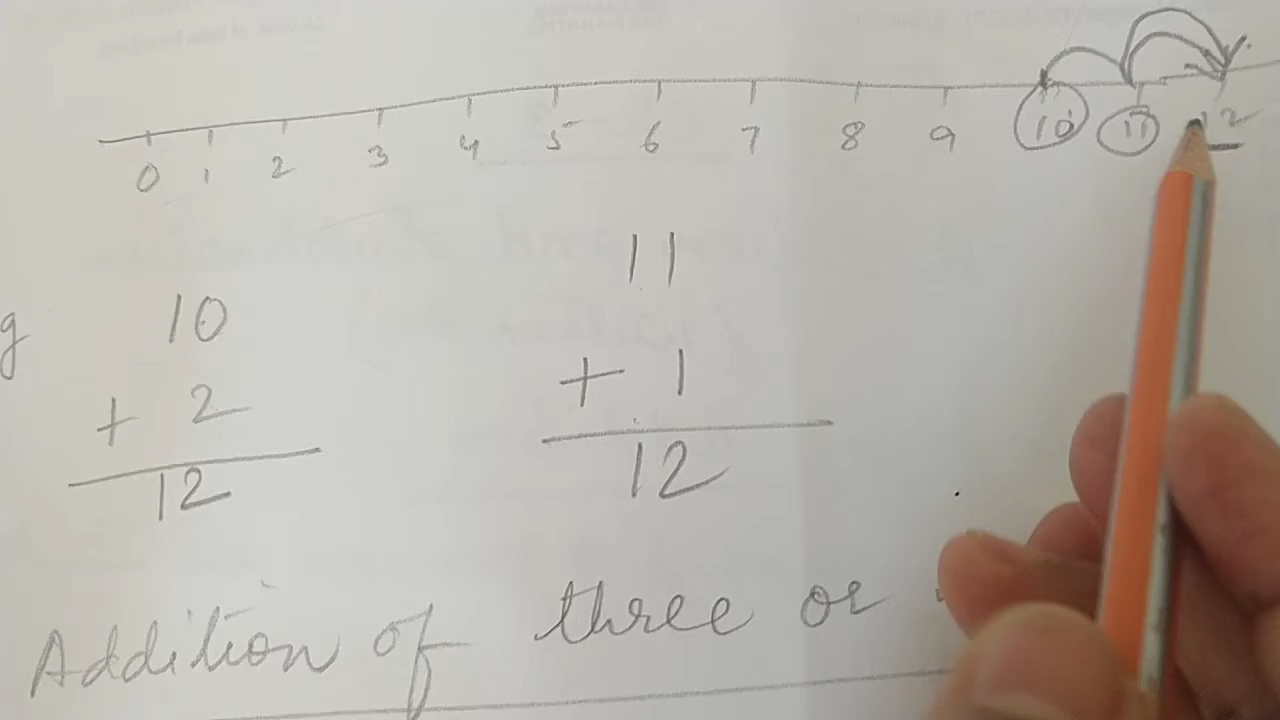 0 1 2 3 4 5 6 7 8 9 10 11 12
11
g 10
+ 1
+ 2
12
12
Addition of three or